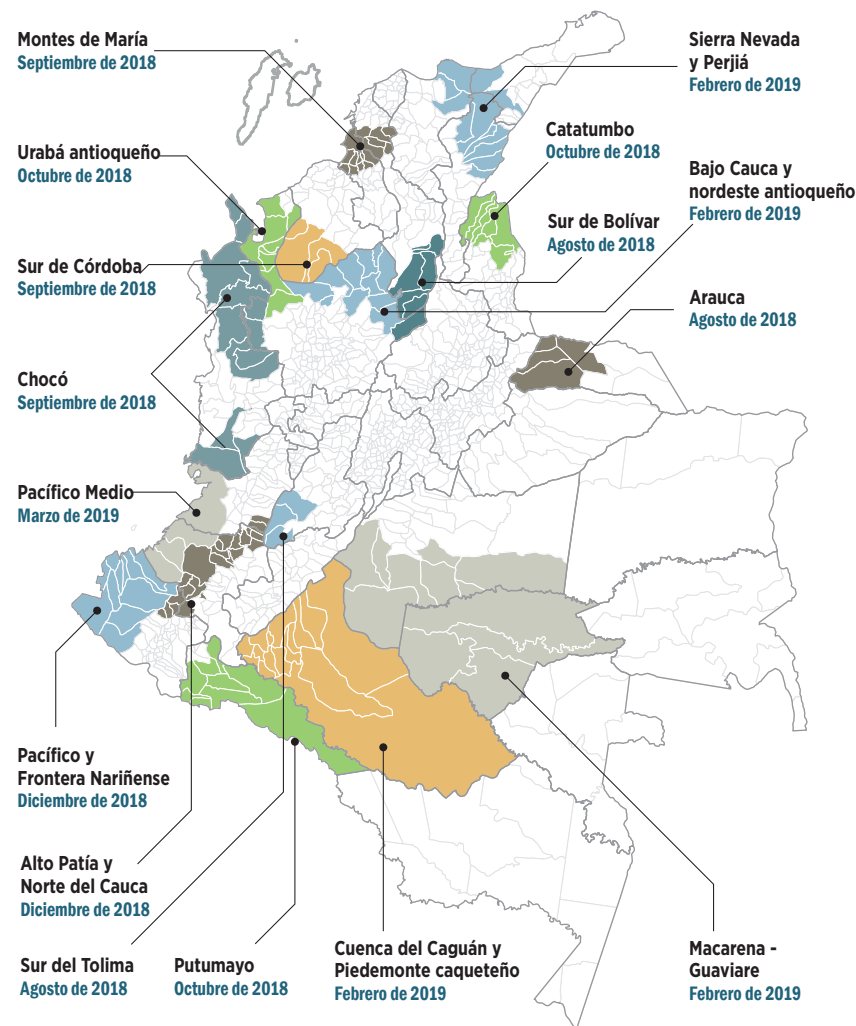 Montes de María
Septiembre de 2018
Urabá antioqueño
Octubre de 2018
Sur de Córdoba
Septiembre de 2018
Chocó
Septiembre de 2018
Pacífico Medio
Marzo de 2019
Pacífico y
Frontera Nariñense
Diciembre de 2018
Alto Patía y
Norte del Cauca
Diciembre de 2018
Sur del Tolima
Agosto de 2018
Putumayo
Octubre de 2018
Cuenca del Caguán y
Piedemonte caqueteño
Febrero de 2019
Macarena -
Guaviare
Febrero de 2019
Sierra Nevada
y Perjiá
Febrero de 2019
Catatumbo
Octubre de 2018
Bajo Cauca y
nordeste antioqueño
Febrero de 2019
Sur de Bolívar
Agosto de 2018
Arauca
Agosto de 2018